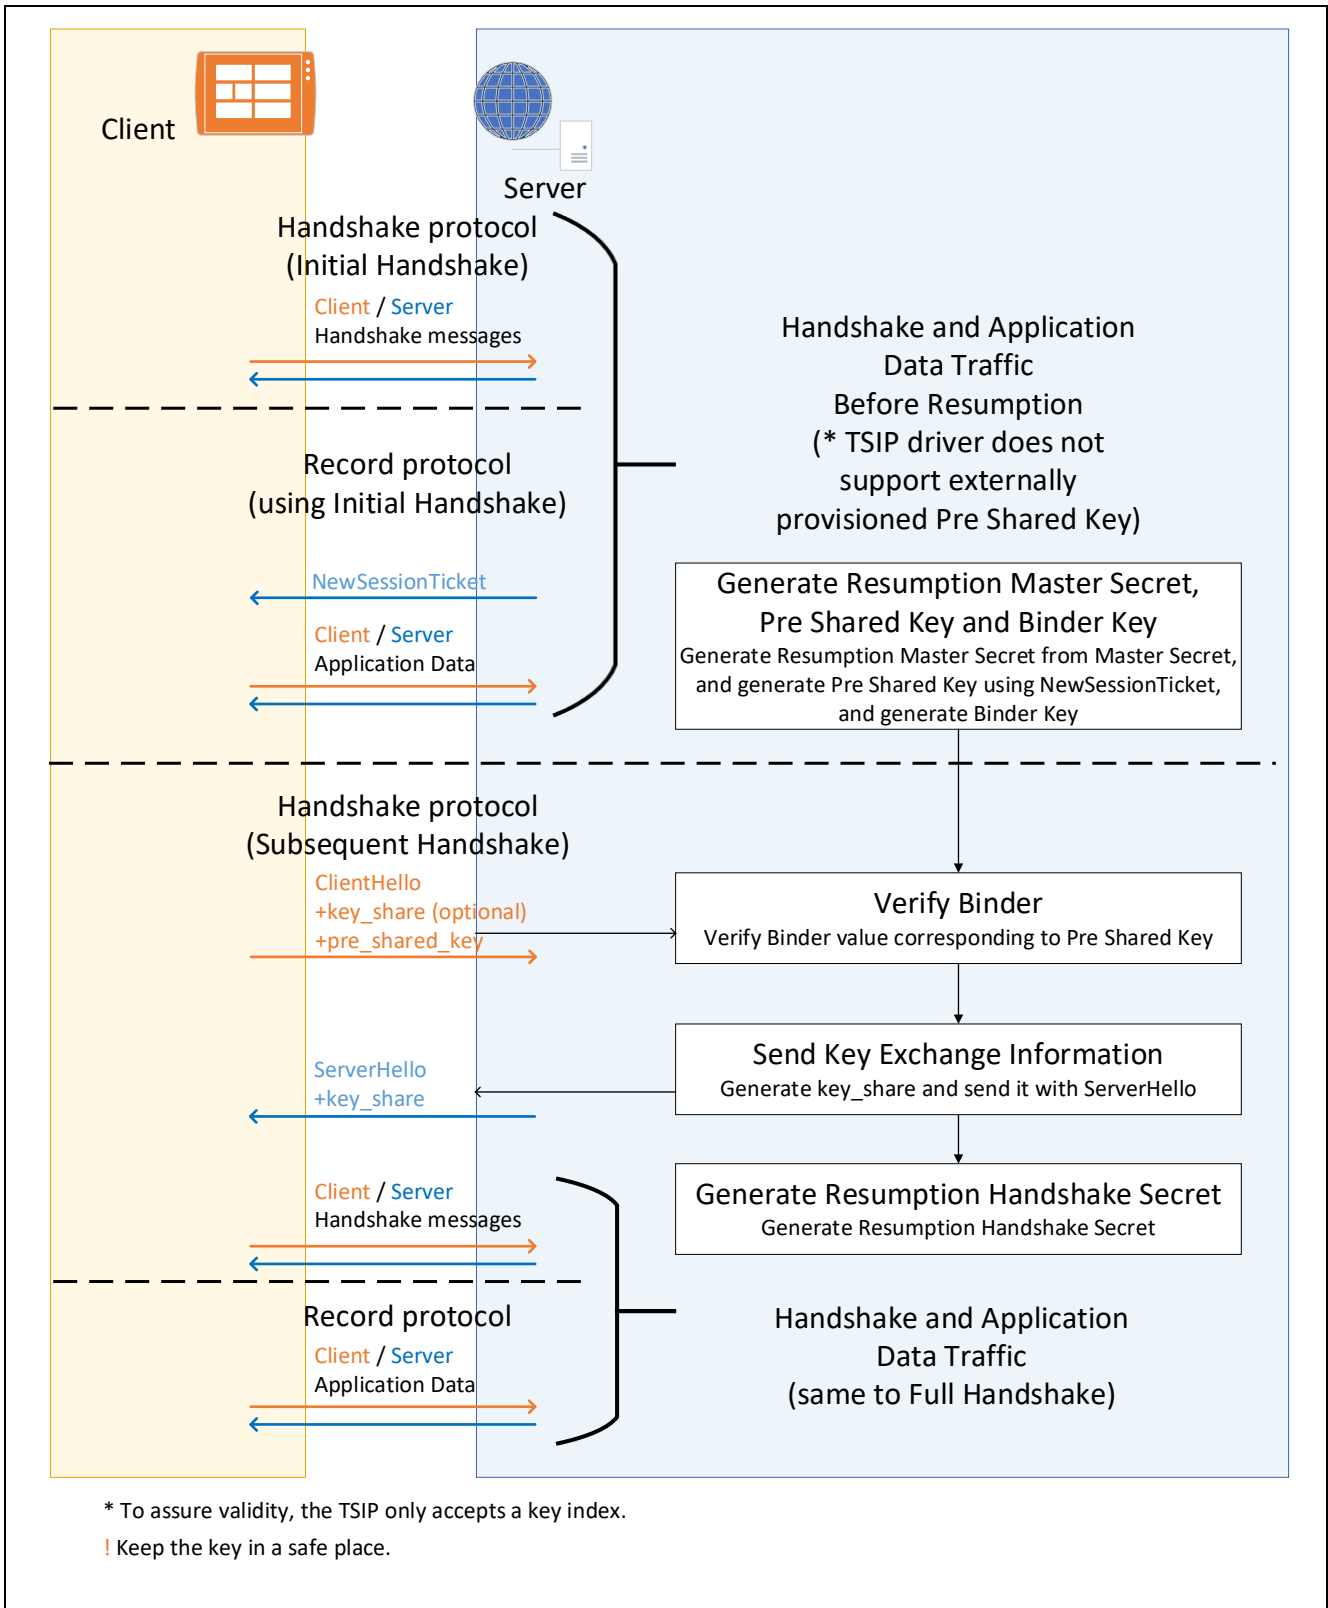 Client
Server
Handshake protocol
(Initial Handshake)
Client / Server
Handshake messages
Handshake and Application
Data Traffic
Before Resumption
(* TSIP driver does not
support externally
provisioned Pre Shared Key)
Record protocol
(using Initial Handshake)
NewSessionTicket
Client / Server
Application Data
Generate Resumption Master Secret,
Pre Shared Key and Binder Key
Generate Resumption Master Secret from Master Secret,
and generate Pre Shared Key using NewSessionTicket,
and generate Binder Key
Handshake protocol
(Subsequent Handshake)
ClientHello
+key_share (optional)
+pre_shared_key
Verify Binder
Verify Binder value corresponding to Pre Shared Key
Send Key Exchange Information
Generate key_share and send it with ServerHello
ServerHello
+key_share
Client / Server
Handshake messages
Generate Resumption Handshake Secret
Generate Resumption Handshake Secret
Record protocol
Client / Server
Application Data
Handshake and Application
Data Traffic
(same to Full Handshake)
* To assure validity, the TSIP only accepts a key index.
! Keep the key in a safe place.